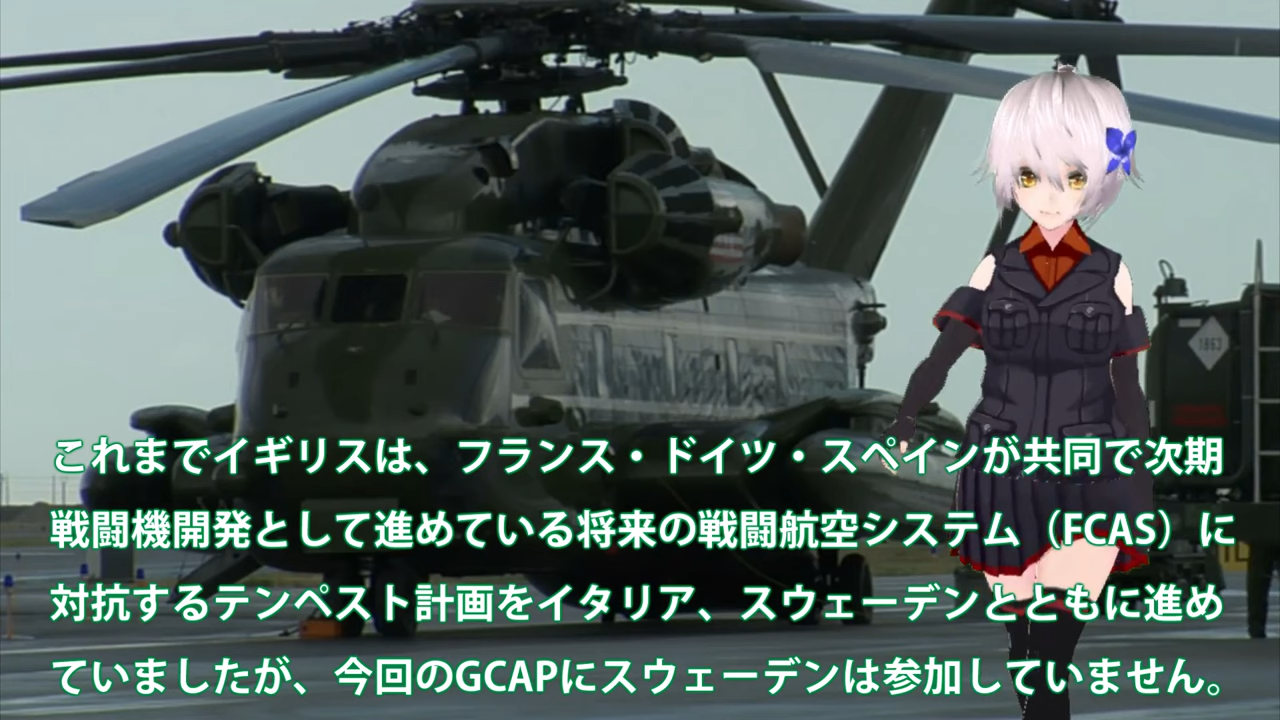 1863
これまでイギリスは、フランス・ドイツ・スペインが共同で次期
戦闘機開発として進めている将来の戦闘航空システム（FCAS）に
対抗するテンペスト計画をイタリア、スウェーデンとともに進め
ていましたが、今回のGCAPにスウェーデンは参加していません。